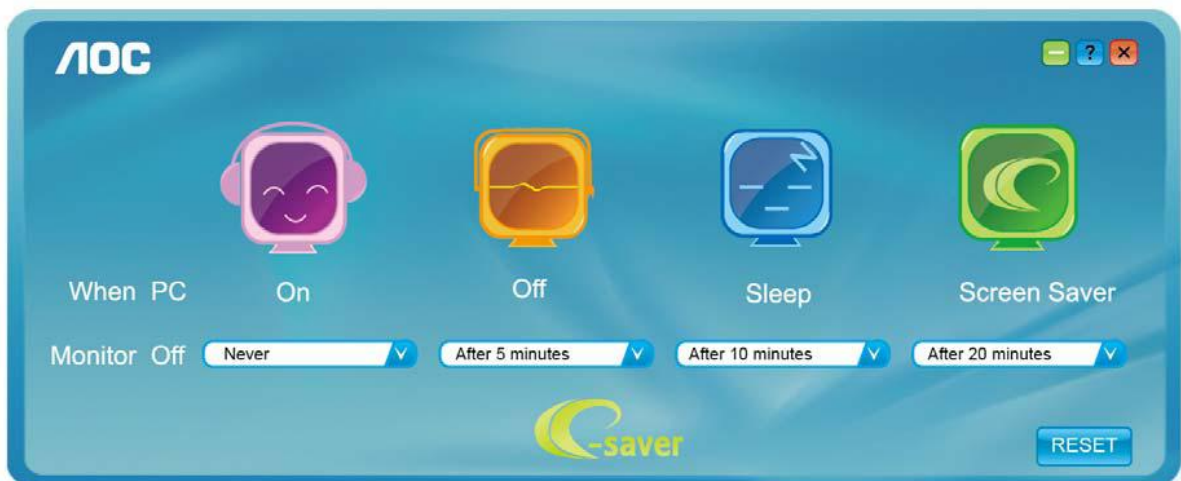 AOC
?
When PC On Off Sleep Screen Saver
Monitor Off Never After 5 minutes After 10 minutes After 20 minutes
e-saver
RESET